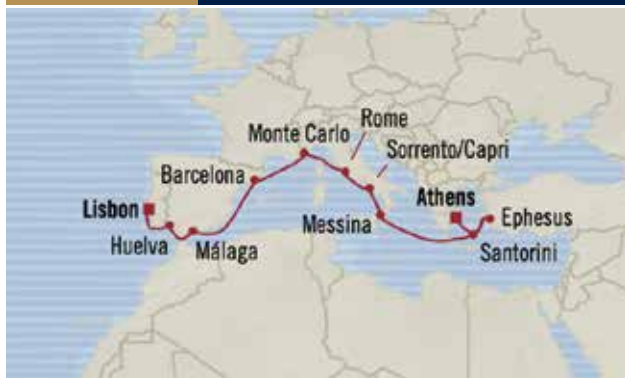 Rome
Monte Carlo
Sorrento/Capri
Barcelona
Athens
Lisbon
Ephesus
Messina
Huelva
Málaga
Santorini